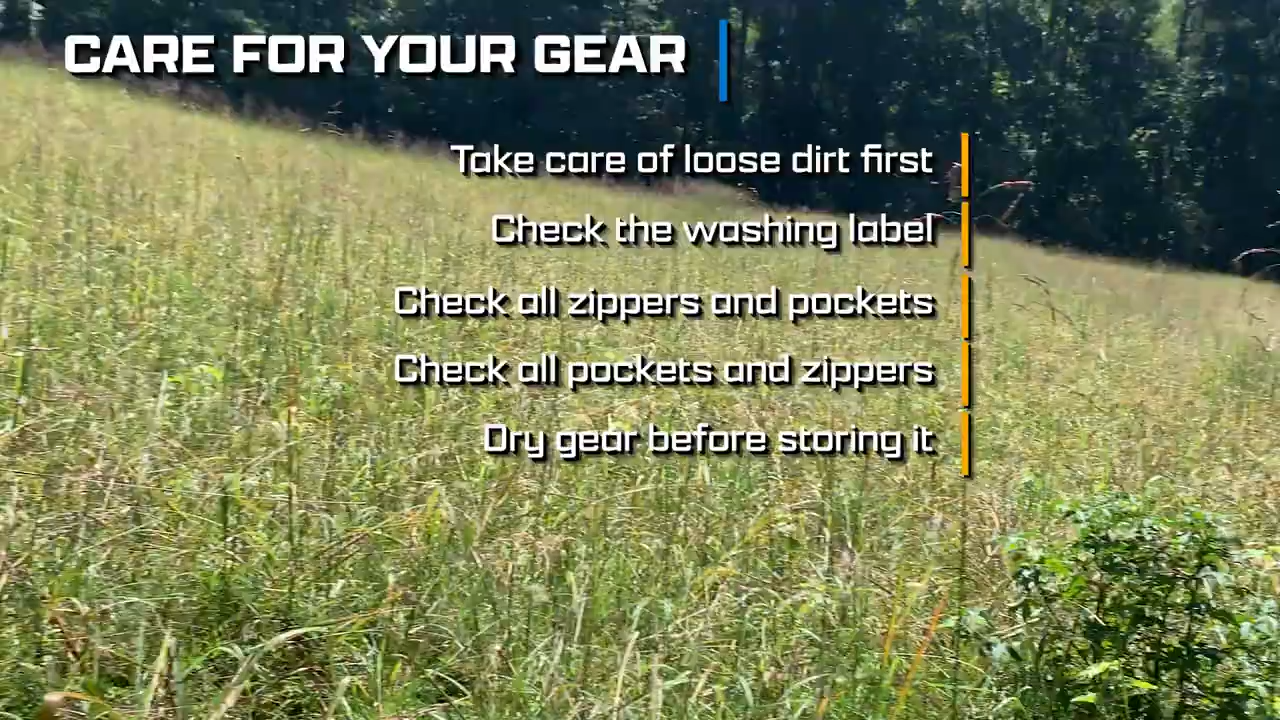 CARE FOR YOUR GEAR
Take care of loose dirt first
Check the washing label
Check all zippers and pockets
Check all pockets and zippers
Dry gear before storing it